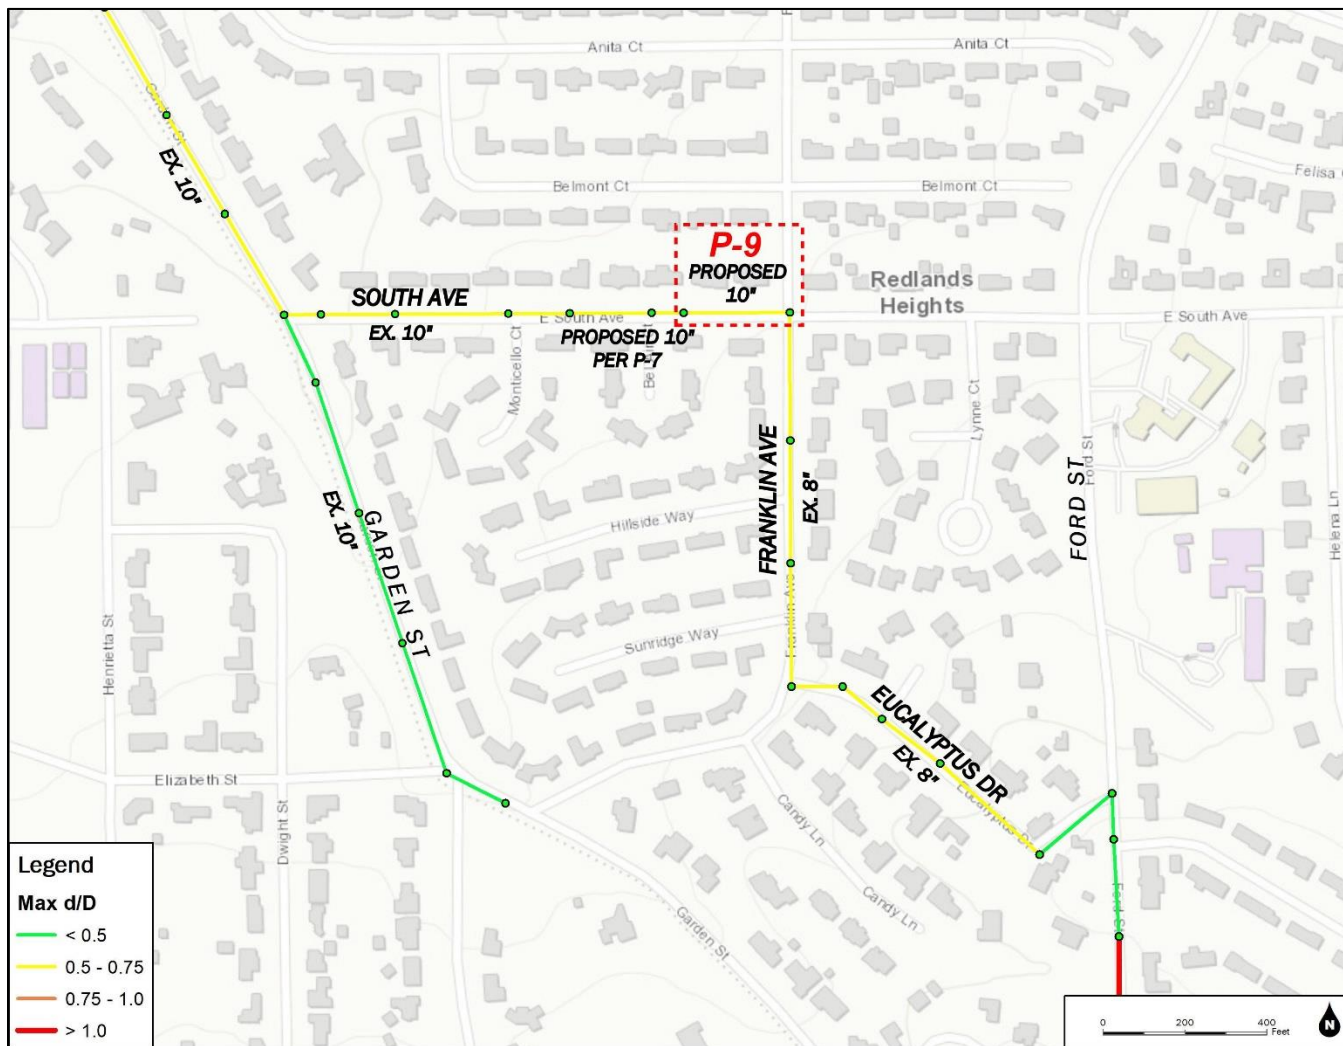 Anita Ct
Anita Ct
EX. 10"
Felisa
Belmont Ct
Belmont Ct
P-9
PROPOSED
10"
Redlands
Heights
SOUTH AVE
EX. 10"
E South Ave
E South Ave
PROPOSED 10"
PER P-7
Monticello Ct
Lynne Ct
FRANKLIN AVE
EX. 8"
FORD ST
Ford St
Helena Ln
EX. 10"
GARDEN ST
Hillside Way
Franklin Ave
Sunridge Way
Henrietta St
EUCALYPTUS DR
EX. 8"
Eucalyptus Dr
Elizabeth St
Dwight St
Candy Ln
Candy Ln
Garden St
Ford St
Legend
Max d/D
< 0.5
0.5 - 0.75
0.75 - 1.0
> 1.0
0 200 400
Feet
N